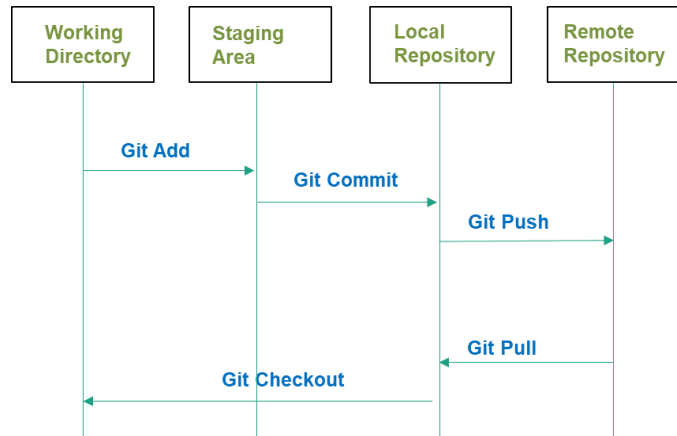 Working
Directory
Staging
Area
Local
Repository
Remote
Repository
Git Add
Git Commit
Git Push
Git Pull
Git Checkout